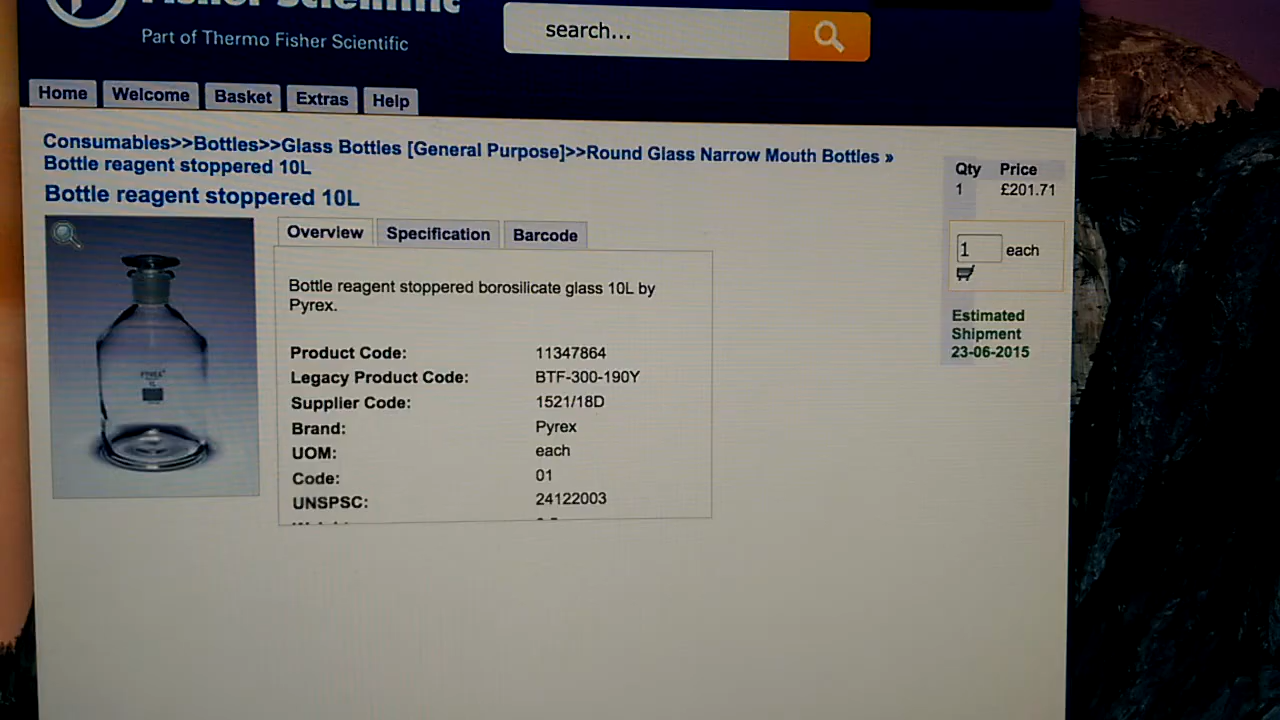 Fisher Scientific
Part of Thermo Fisher Scientific
search...
Home Welcome Basket Extras Help
Consumables>>Bottles>>Glass Bottles [General Purpose]>>Round Glass Narrow Mouth Bottles »
Bottle reagent stoppered 10L
Bottle reagent stoppered 10L
Qty Price
1 £201.71
1 each
Estimated
Shipment
23-06-2015
Overview Specification Barcode
Bottle reagent stoppered borosilicate glass 10L by
Pyrex.
Product Code: 11347864
Legacy Product Code: BTF-300-190Y
Supplier Code: 1521/18D
Brand: Pyrex
UOM: each
Code: 01
UNSPSC: 24122003
PYREX